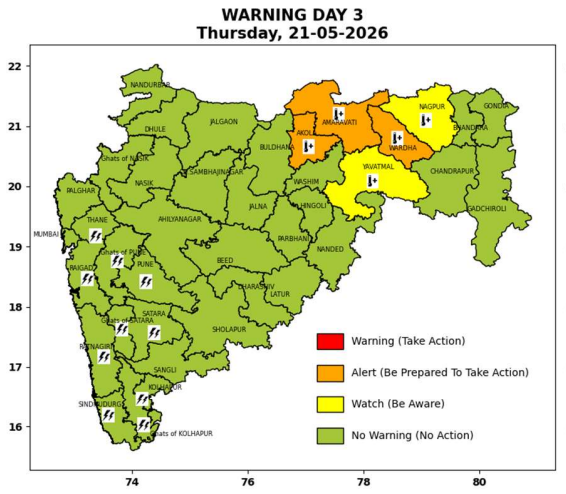 WARNING DAY 3
Thursday, 21-05-2026
22
21
20
19
18
17
16
74
76
78
80
NANDURBAR
DHULE
JALGAON
AKOLA
AMARAVATI
NAGPUR
GONDIA
BHANDARA
WARDHA
BULDHANA
Ghats of NASIK
NASIK
SAMBHAJINAGAR
WASHIM
YAVATMAL
CHANDRAPUR
PALGHAR
JALNA
HINGOLI
GADCHIROLI
THANE
AHILYANAGAR
MUMBAI
PARBHANI
NANDED
Ghats of PUNE
PUNE
RAIGAD
BEED
DHARASHIV
LATUR
SATARA
Ghats of SATARA
SHOLAPUR
RATNAGIRI
SANGLI
KOLHAPUR
SINDHUDURG
Ghats of KOLHAPUR
Warning (Take Action)
Alert (Be Prepared To Take Action)
Watch (Be Aware)
No Warning (No Action)